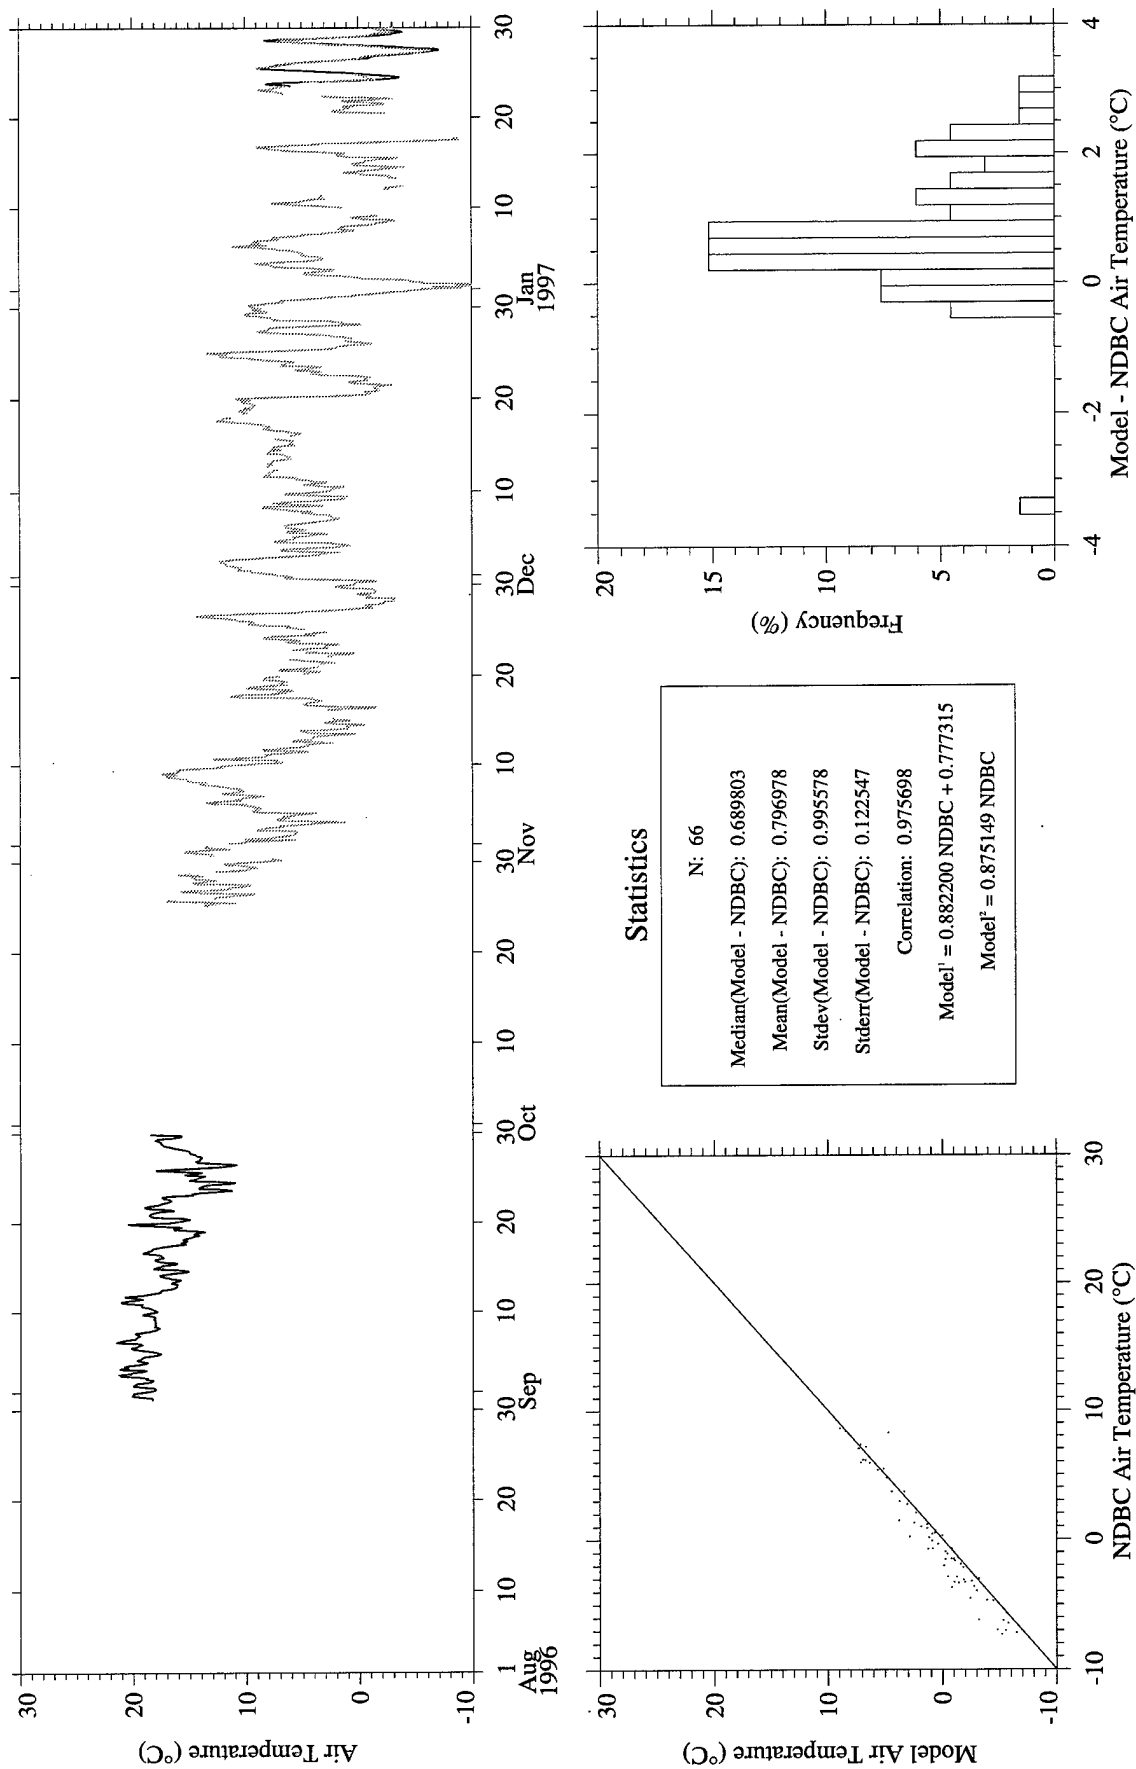 Air Temperature (°C)
30
20
10
0
-10
1 10 20 30 10 20 30 10 20 30 10 20 30 10 20 30 10 20 30
Aug Sep Oct Nov Dec Jan
1996 1997
Model Air Temperature (°C)
30
20
10
0
-10
-10 0 10 20 30
NDBC Air Temperature (°C)
Statistics
N: 66
Median(Model - NDBC): 0.689803
Mean(Model - NDBC): 0.796978
Stdev(Model - NDBC): 0.995578
Stderr(Model - NDBC): 0.122547
Correlation: 0.975698
Model¹ = 0.882200 NDBC + 0.777315
Model² = 0.875149 NDBC
Frequency (%)
20
15
10
5
0
-4 -2 0 2 4
Model - NDBC Air Temperature (°C)